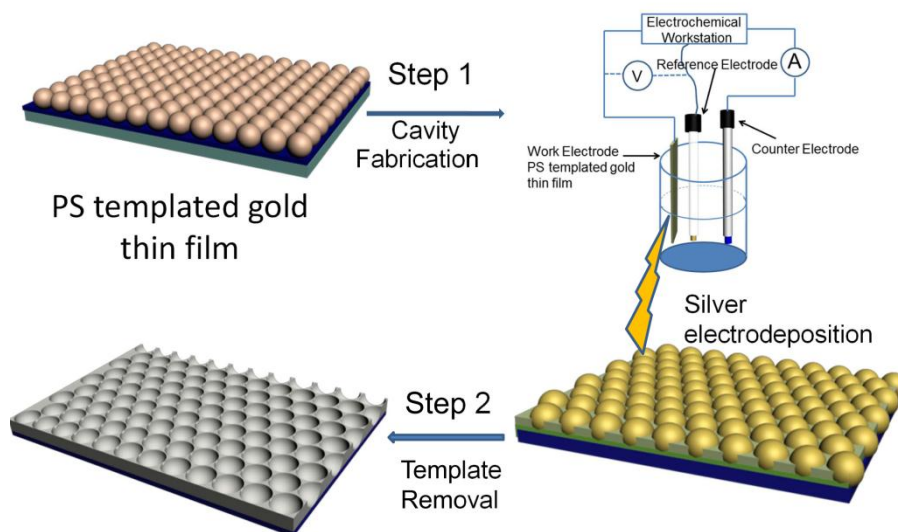 PS templated gold
thin film
Step 1
Cavity
Fabrication
Electrochemical
Workstation
V
A
Reference Electrode
Work Electrode
PS templated gold
thin film
Counter Electrode
Silver
electrodeposition
Step 2
Template
Removal